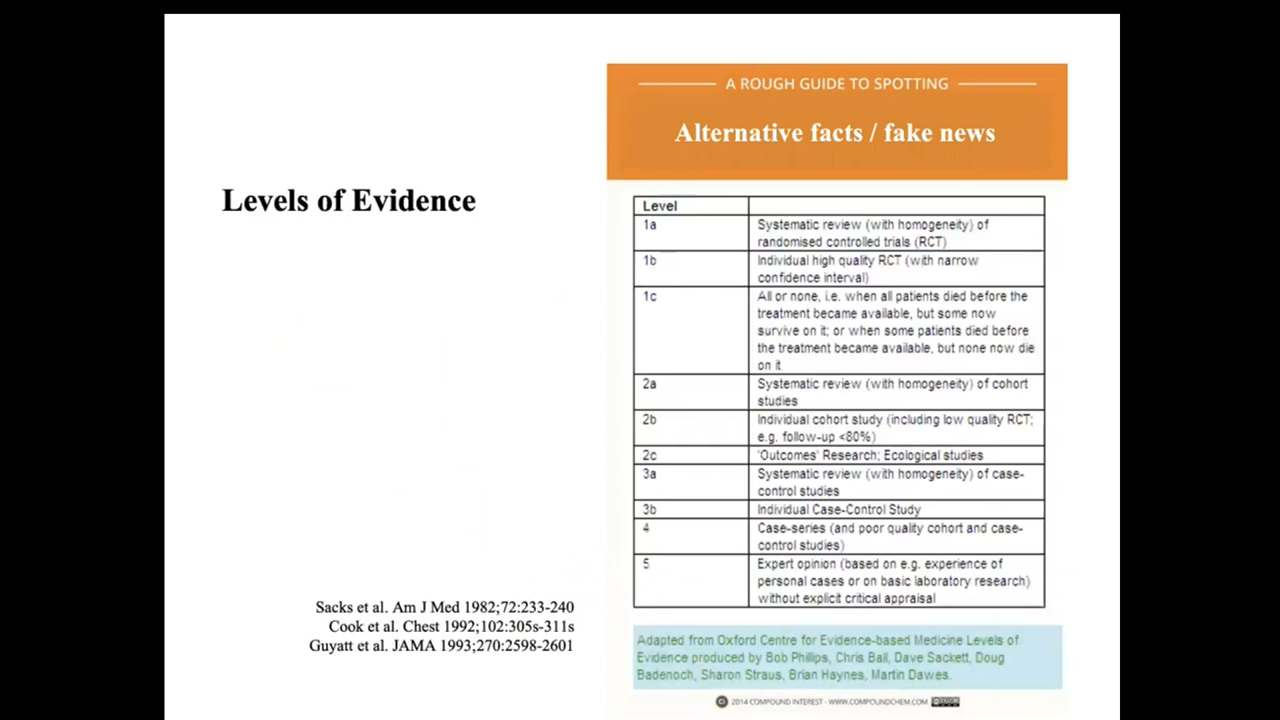 A ROUGH GUIDE TO SPOTTING
Alternative facts / fake news
Levels of Evidence
Level
1a
Systematic review (with homogeneity) of
randomised controlled trials (RCT)
1b
Individual high quality RCT (with narrow
confidence interval)
1c
All or none, i.e. when all patients died before the
treatment became available, but some now
survive on it; or when some patients died before
the treatment became available, but none now die
on it
2a
Systematic review (with homogeneity) of cohort
studies
2b
Individual cohort study (including low quality RCT;
e.g. follow-up <80%)
2c
'Outcomes' Research; Ecological studies
3a
Systematic review (with homogeneity) of case-
control studies
3b
Individual Case-Control Study
4
Case-series (and poor quality cohort and case-
control studies)
5
Expert opinion (based on e.g. experience of
personal cases or on basic laboratory research)
without explicit critical appraisal
Sacks et al. Am J Med 1982;72:233-240
Cook et al. Chest 1992;102:305s-311s
Guyatt et al. JAMA 1993;270:2598-2601
Adapted from Oxford Centre for Evidence-based Medicine Levels of
Evidence produced by Bob Phillips, Chris Ball, Dave Sackett, Doug
Badenoch, Sharon Straus, Brian Haynes, Martin Dawes.
Ci 2014 COMPOUND INTEREST - WWW.COMPOUNDCHEM.COM